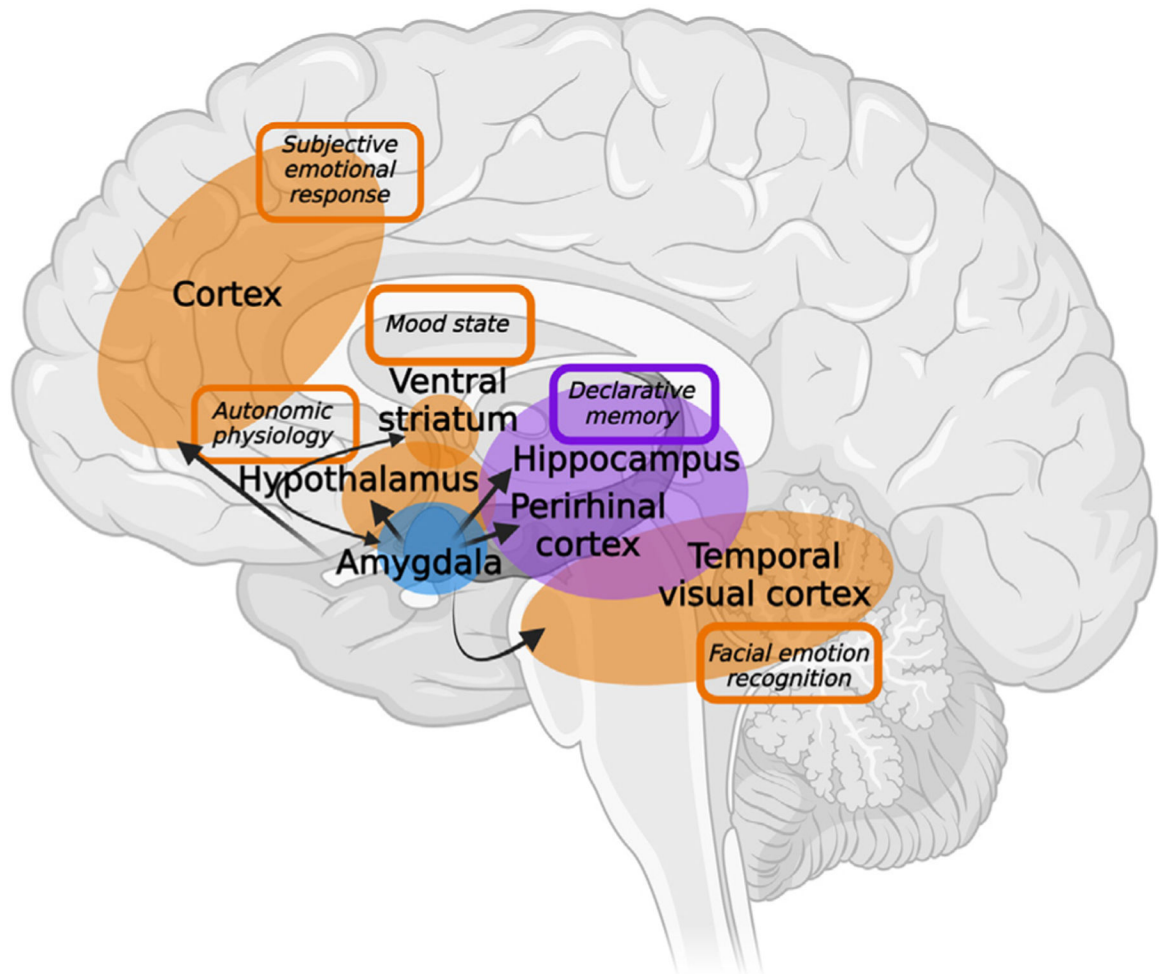 Subjective
emotional
response
Cortex
Mood state
Ventral
striatum
Autonomic
physiology
Declarative
memory
Hypothalamus
Hippocampus
Perirhinal
cortex
Amygdala
Temporal
visual cortex
Facial emotion
recognition